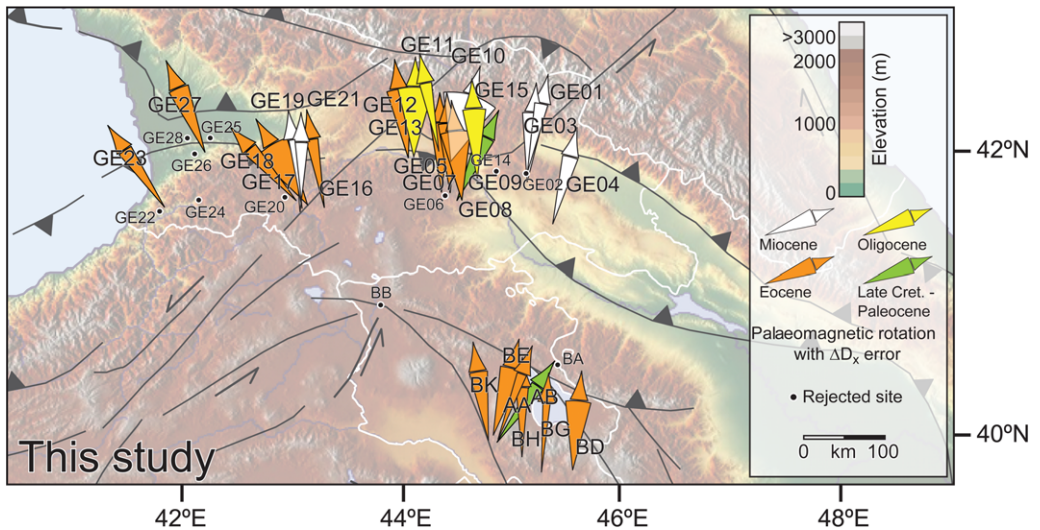 GE11
GE10
GE27
GE19
GE21
GE12
GE15
GE01
GE28
GE25
GE13
GE03
GE23
GE26
GE18
GE05
GE14
GE17
GE16
GE07
GE09
GE02
GE04
GE22
GE24
GE20
GE06
GE08
BB
BE
BA
BK
AA
AB
BH
BG
BD
This study
>3000
2000
1000
0
Elevation (m)
Miocene
Oligocene
Eocene
Late Cret. -
Paleocene
Palaeomagnetic rotation
with ΔDx error
Rejected site
0 km 100
42ºN
40ºN
42ºE
44ºE
46ºE
48ºE